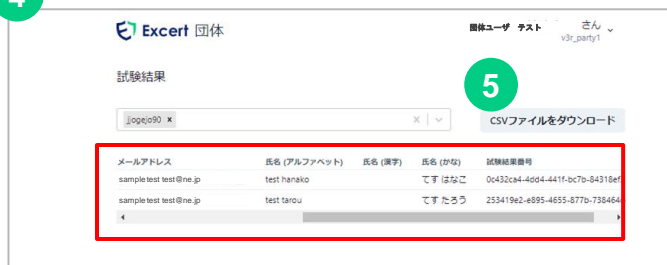 4
Excert 団体
団体ユーザ テスト さん
v3r_party1
試験結果
5
jjogejo90 × × CSVファイルをダウンロード
メールアドレス 氏名 (アルファベット) 氏名 (漢字) 氏名 (かな) 試験結果番号
sampletest test@ne.jp test hanako てす はなこ 0c432ca4-4dd4-441f-bc7b-84318ef
sampletest test@ne.jp test tarou てす たろう 253419e2-e895-4655-877b-738464